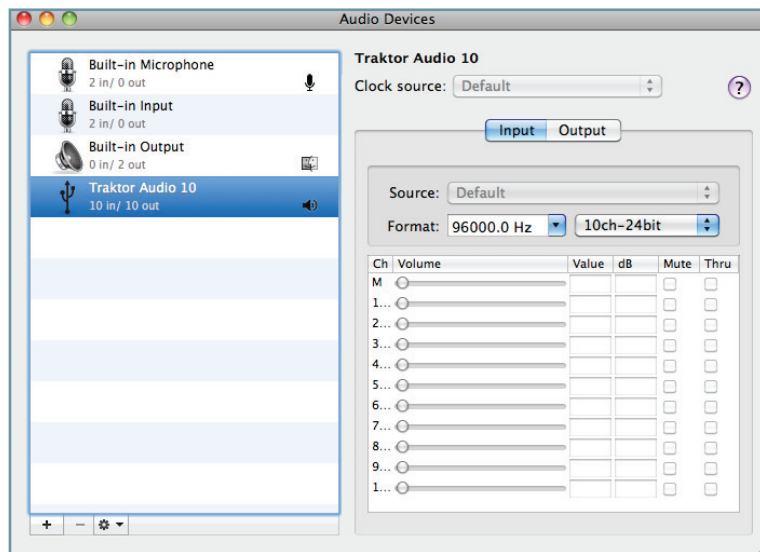 Audio Devices
Built-in Microphone
2 in/ 0 out
Built-in Input
2 in/ 0 out
Built-in Output
0 in/ 2 out
Traktor Audio 10
10 in/ 10 out
Traktor Audio 10
Clock source: Default
?
Input Output
Source: Default
Format: 96000.0 Hz 10ch-24bit
Ch Volume Value dB Mute Thru
M
1...
2...
3...
4...
5...
6...
7...
8...
9...
1...